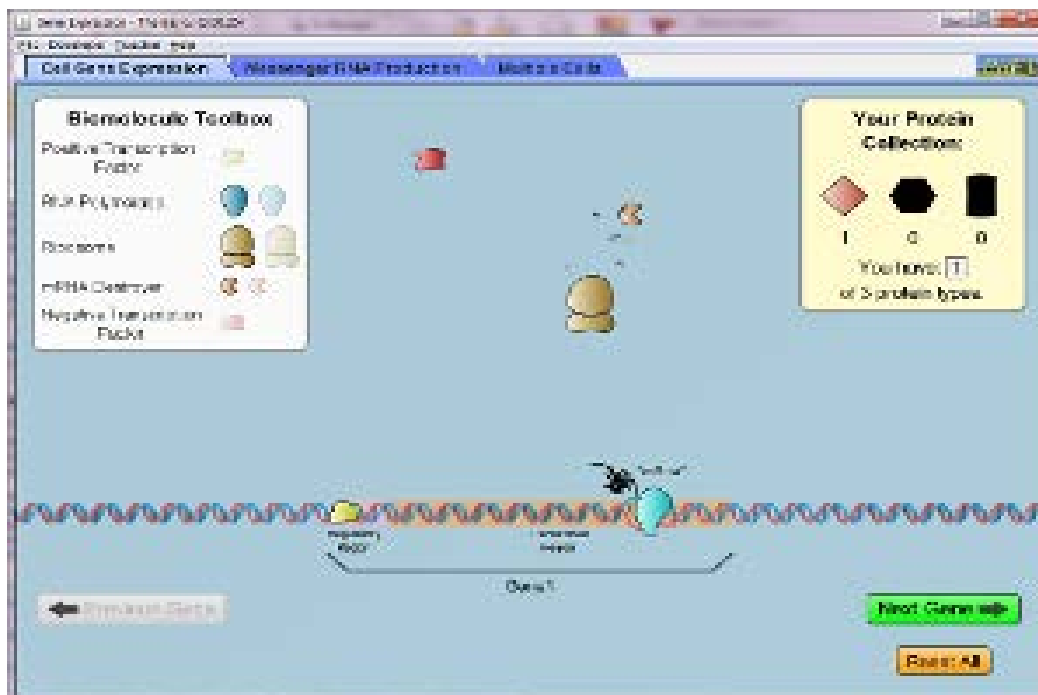 Cell Gene Expression
Messenger RNA Production
Multiple Cells
Biomolecule Toolbox
Positive Transcription
Factor
RNA Polymerase
Ribosome
mRNA Destroyer
Negative Transcription
Factor
Your Protein
Collection:
1 0 0
You have: 1
of 3 protein types
Gene 1
Previous Gene
Next Gene
Reset All